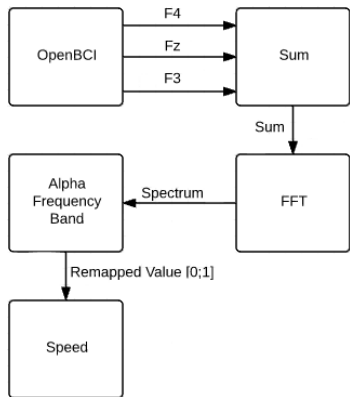 F4
OpenBCI
Fz
Sum
F3
Sum
Alpha
Frequency
Band
Spectrum
FFT
Remapped Value [0;1]
Speed